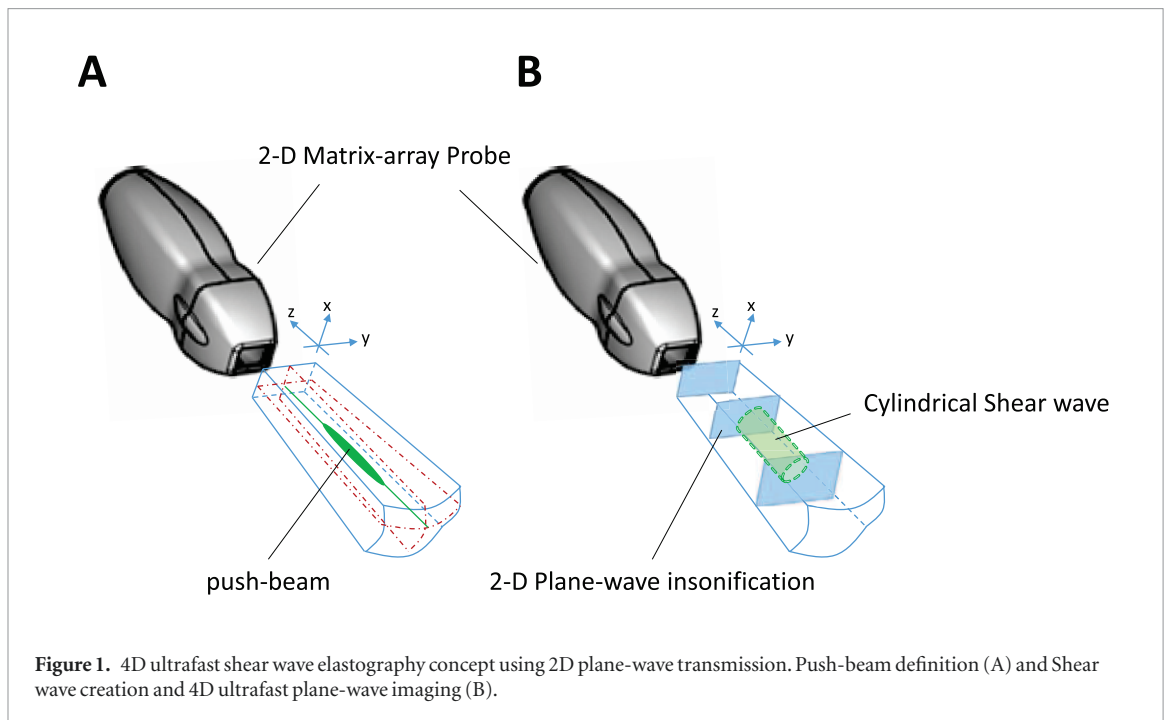 A
B
2-D Matrix-array Probe
z
x
y
z
x
y
Cylindrical Shear wave
push-beam
2-D Plane-wave insonification
Figure 1. 4D ultrafast shear wave elastography concept using 2D plane-wave transmission. Push-beam definition (A) and Shear
wave creation and 4D ultrafast plane-wave imaging (B).